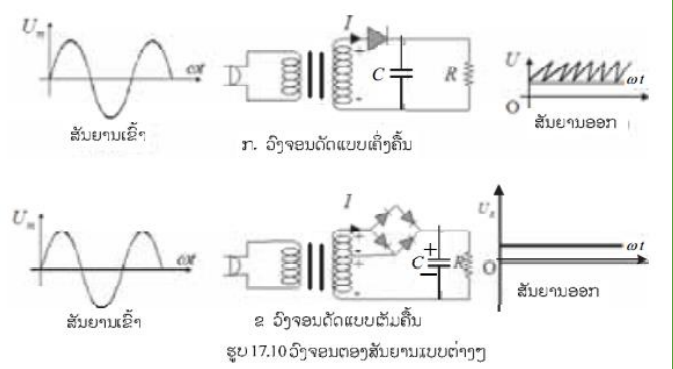 Uₘ I
ωt C R U ωt
O
ສັນຍານເຂົ້າ ສັນຍານອອກ
ກ. ວົງຈອນດັດແບບເຄິ່ງຄື້ນ
Uₘ I Uₛ
+ - + - + -
ωt C R O ωt
ສັນຍານອອກ
ສັນຍານເຂົ້າ ຂ ວົງຈອນດັດແບບເຕັມຄື້ນ
ຮູບ 17.10 ວົງຈອນຕອງສັນຍານແບບຕ່າງໆ